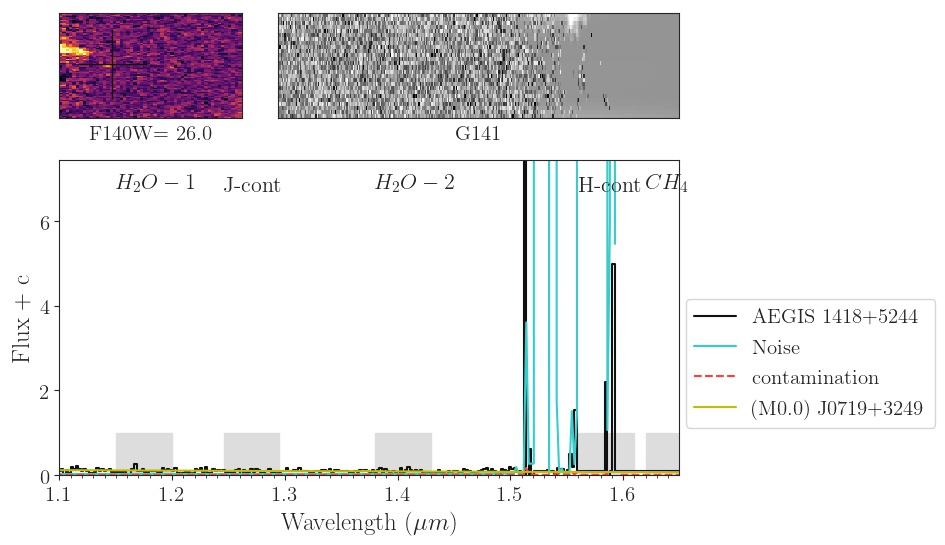 F140W= 26.0
G141
H₂O − 1
J-cont
H₂O − 2
H-cont
CH₄
6
4
2
0
Flux + c
1.1
1.2
1.3
1.4
1.5
1.6
Wavelength (μm)
AEGIS 1418+5244
Noise
contamination
(M0.0) J0719+3249